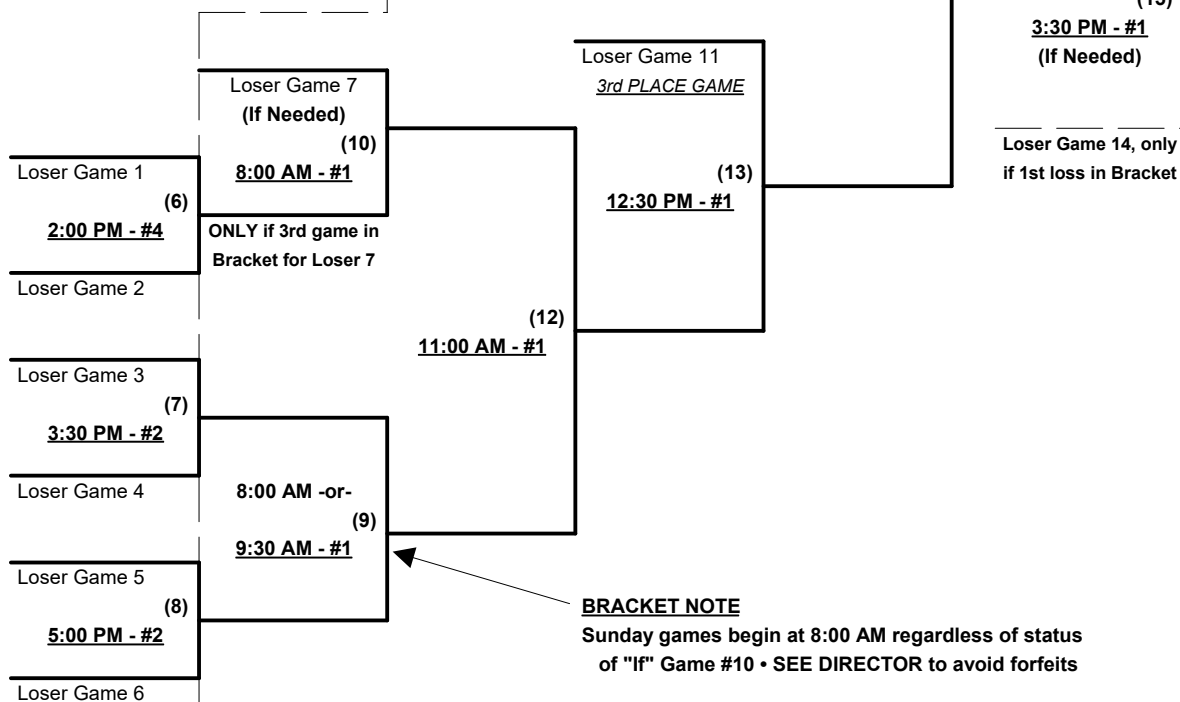 (15)
3:30 PM - #1
(If Needed)
Loser Game 14, only
if 1st loss in Bracket
Loser Game 11
3rd PLACE GAME
(13)
12:30 PM - #1
Loser Game 7
(If Needed)
(10)
8:00 AM - #1
ONLY if 3rd game in
Bracket for Loser 7
Loser Game 1
(6)
2:00 PM - #4
Loser Game 2
(12)
11:00 AM - #1
Loser Game 3
(7)
3:30 PM - #2
Loser Game 4
8:00 AM -or-
(9)
9:30 AM - #1
Loser Game 5
(8)
5:00 PM - #2
Loser Game 6
BRACKET NOTE
Sunday games begin at 8:00 AM regardless of status
of "If" Game #10 • SEE DIRECTOR to avoid forfeits